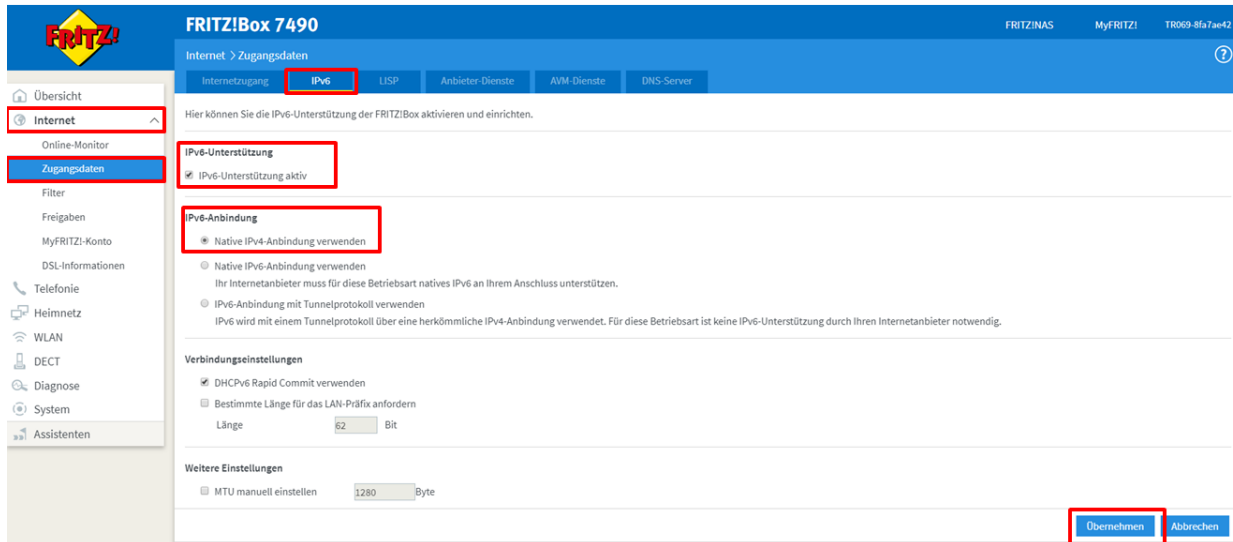 FRITZ!
FRITZ!Box 7490
FRITZ!NAS
MyFRITZ!
TR069-8fa7ae42
Internet > Zugangsdaten
?
Internetzugang
IPv6
LISP
Anbieter-Dienste
AVM-Dienste
DNS-Server
Übersicht
Internet
Online-Monitor
Zugangsdaten
Filter
Freigaben
MyFRITZ!-Konto
DSL-Informationen
Telefonie
Heimnetz
WLAN
DECT
Diagnose
System
Assistenten
Hier können Sie die IPv6-Unterstützung der FRITZ!Box aktivieren und einrichten.
IPv6-Unterstützung
IPv6-Unterstützung aktiv
IPv6-Anbindung
Native IPv4-Anbindung verwenden
Native IPv6-Anbindung verwenden
Ihr Internetanbieter muss für diese Betriebsart natives IPv6 an Ihrem Anschluss unterstützen.
IPv6-Anbindung mit Tunnelprotokoll verwenden
IPv6 wird mit einem Tunnelprotokoll über eine herkömmliche IPv4-Anbindung verwendet. Für diese Betriebsart ist keine IPv6-Unterstützung durch Ihren Internetanbieter notwendig.
Verbindungseinstellungen
DHCPv6 Rapid Commit verwenden
Bestimmte Länge für das LAN-Präfix anfordern
Länge 62 Bit
Weitere Einstellungen
MTU manuell einstellen 1280 Byte
Übernehmen
Abbrechen